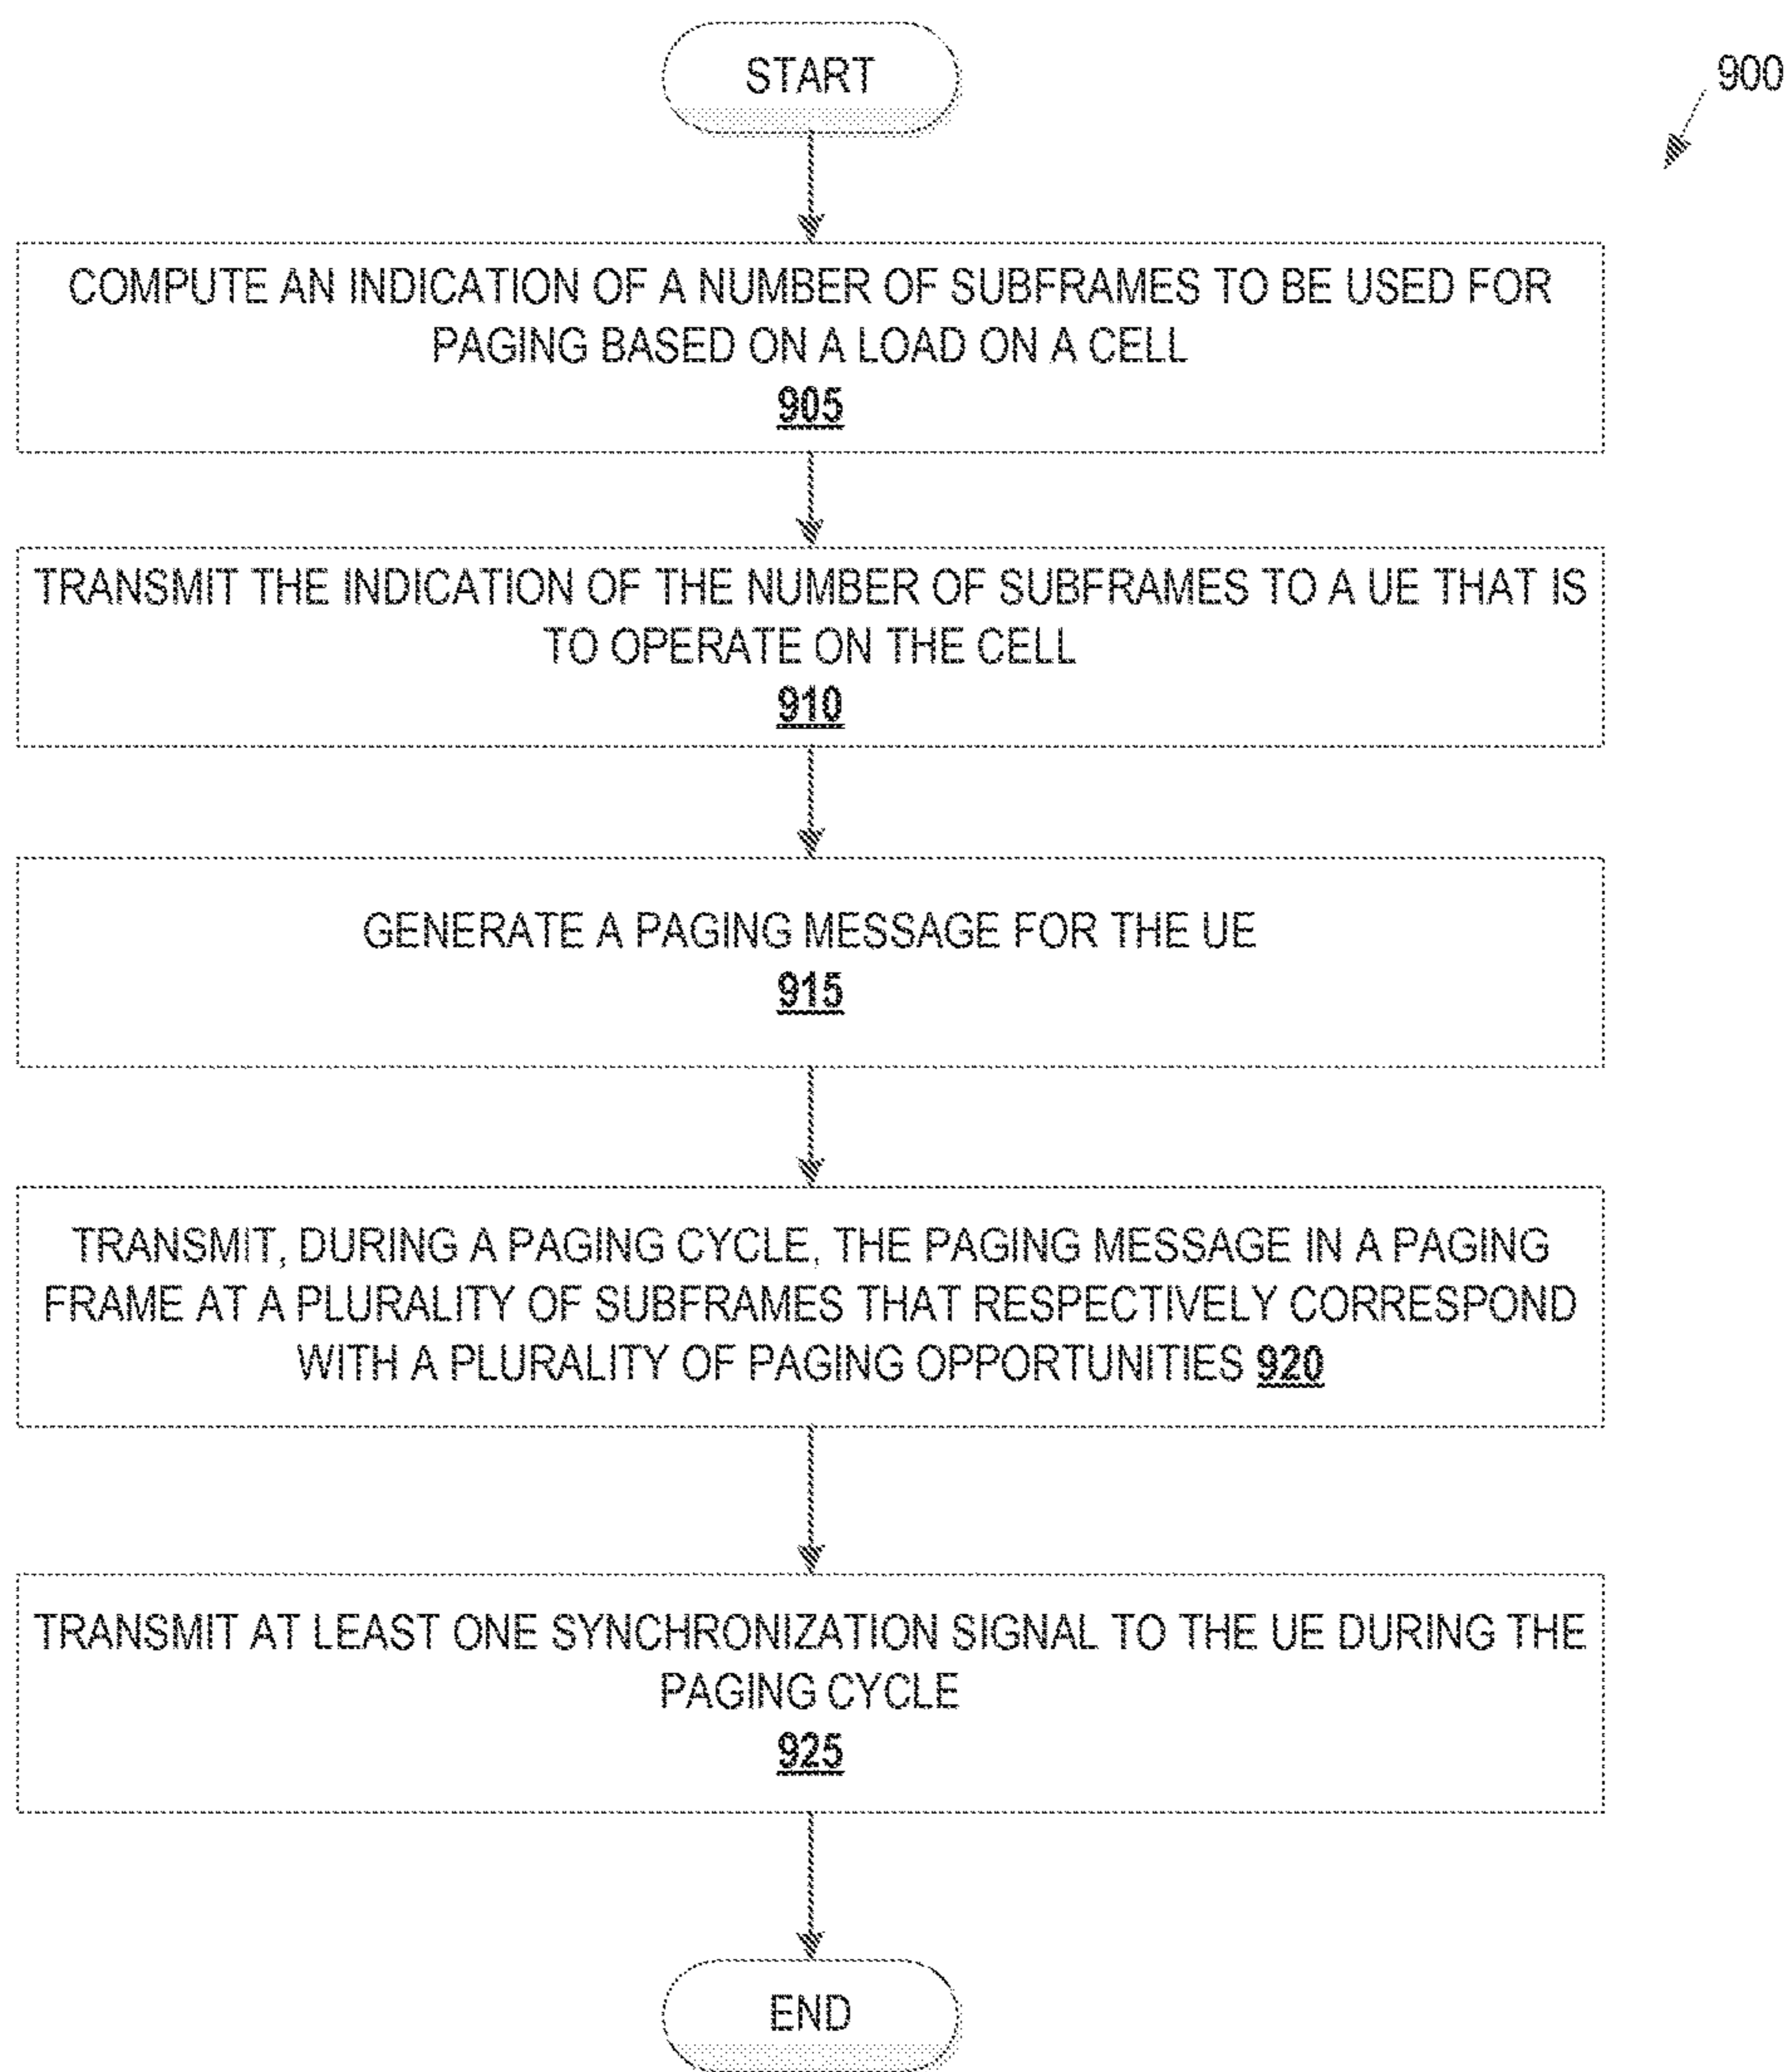 START
900
COMPUTE AN INDICATION OF A NUMBER OF SUBFRAMES TO BE USED FOR
PAGING BASED ON A LOAD ON A CELL
905
TRANSMIT THE INDICATION OF THE NUMBER OF SUBFRAMES TO A UE THAT IS
TO OPERATE ON THE CELL
910
GENERATE A PAGING MESSAGE FOR THE UE
915
TRANSMIT, DURING A PAGING CYCLE, THE PAGING MESSAGE IN A PAGING
FRAME AT A PLURALITY OF SUBFRAMES THAT RESPECTIVELY CORRESPOND
WITH A PLURALITY OF PAGING OPPORTUNITIES 920
TRANSMIT AT LEAST ONE SYNCHRONIZATION SIGNAL TO THE UE DURING THE
PAGING CYCLE
925
END